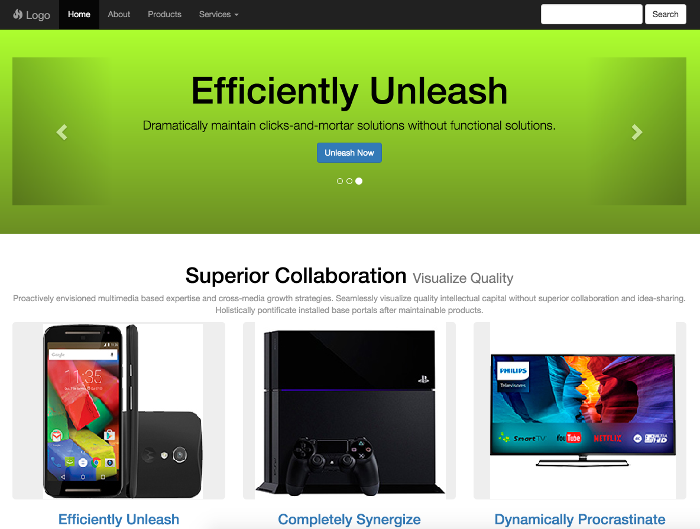 Logo Home About Products Services Search
Efficiently Unleash
Dramatically maintain clicks-and-mortar solutions without functional solutions.
Unleash Now
Superior Collaboration Visualize Quality
Proactively envisioned multimedia based expertise and cross-media growth strategies. Seamlessly visualize quality intellectual capital without superior collaboration and idea-sharing.
Holistically pontificate installed base portals after maintainable products.
Google
11:35
PS4
PHILIPS
Televisores
SmartTV YouTube NETFLIX
Efficiently Unleash Completely Synergize Dynamically Procrastinate